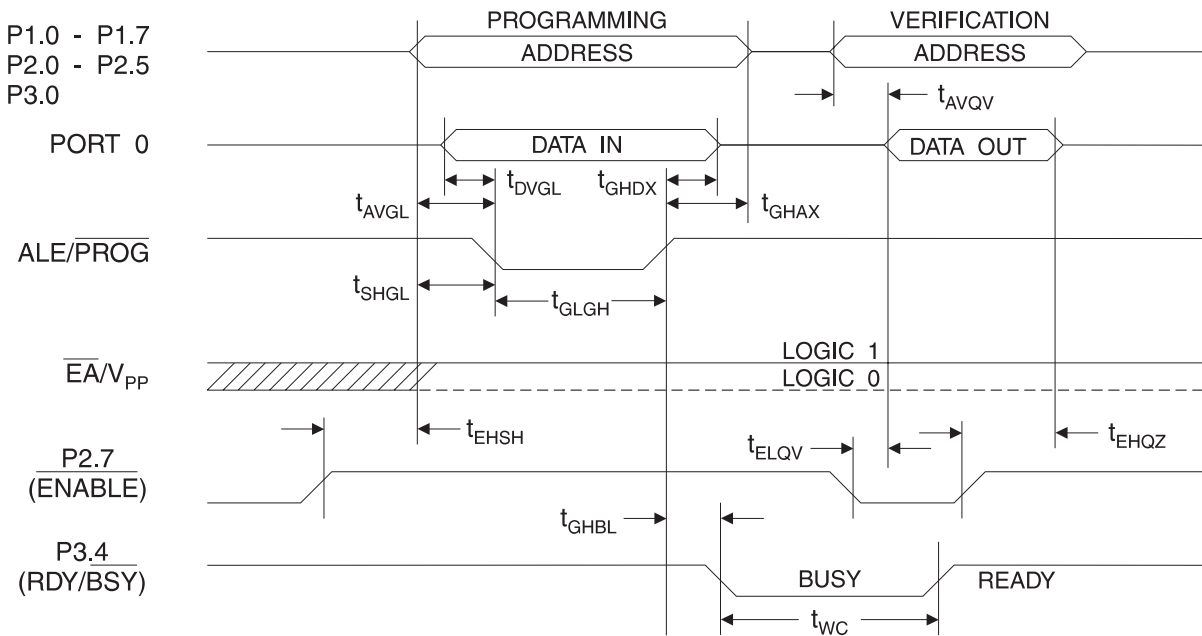 PROGRAMMING
VERIFICATION
P1.0 - P1.7
P2.0 - P2.5
P3.0
ADDRESS
ADDRESS
tAVQV
PORT 0
DATA IN
DATA OUT
tDVGL
tGHDX
tAVGL
tGHAX
ALE/PROG
tSHGL
tGLGH
LOGIC 1
EA/VPP
LOGIC 0
tEHSH
tELQV
tEHQZ
P2.7
(ENABLE)
tGHBL
P3.4
(RDY/BSY)
BUSY
READY
tWC